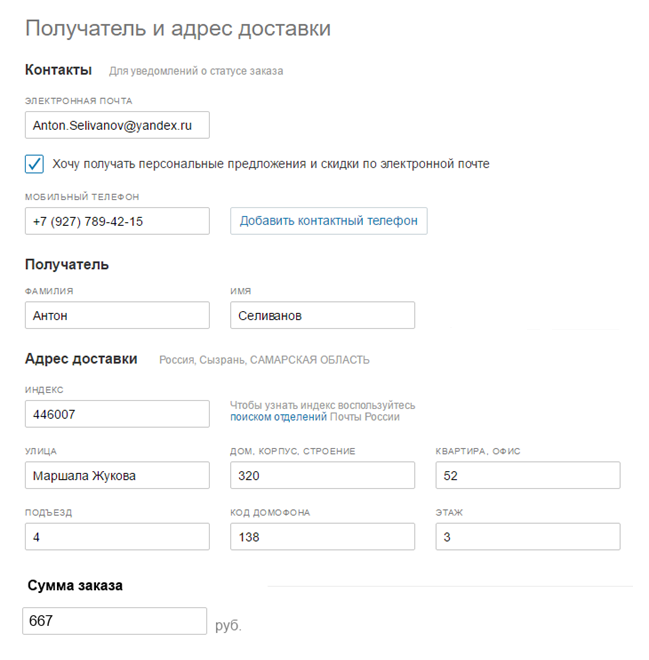 Получатель и адрес доставки
Контакты Для уведомлений о статусе заказа
ЭЛЕКТРОННАЯ ПОЧТА
Anton.Selivanov@yandex.ru
Хочу получать персональные предложения и скидки по электронной почте
МОБИЛЬНЫЙ ТЕЛЕФОН
+7 (927) 789-42-15 Добавить контактный телефон
Получатель
ФАМИЛИЯ ИМЯ
Антон Селиванов
Адрес доставки Россия, Сызрань, САМАРСКАЯ ОБЛАСТЬ
ИНДЕКС
446007
Чтобы узнать индекс воспользуйтесь
поиском отделений Почты России
УЛИЦА ДОМ, КОРПУС, СТРОЕНИЕ КВАРТИРА, ОФИС
Маршала Жукова 320 52
ПОДЪЕЗД КОД ДОМОФОНА ЭТАЖ
4 138 3
Сумма заказа
667 руб.